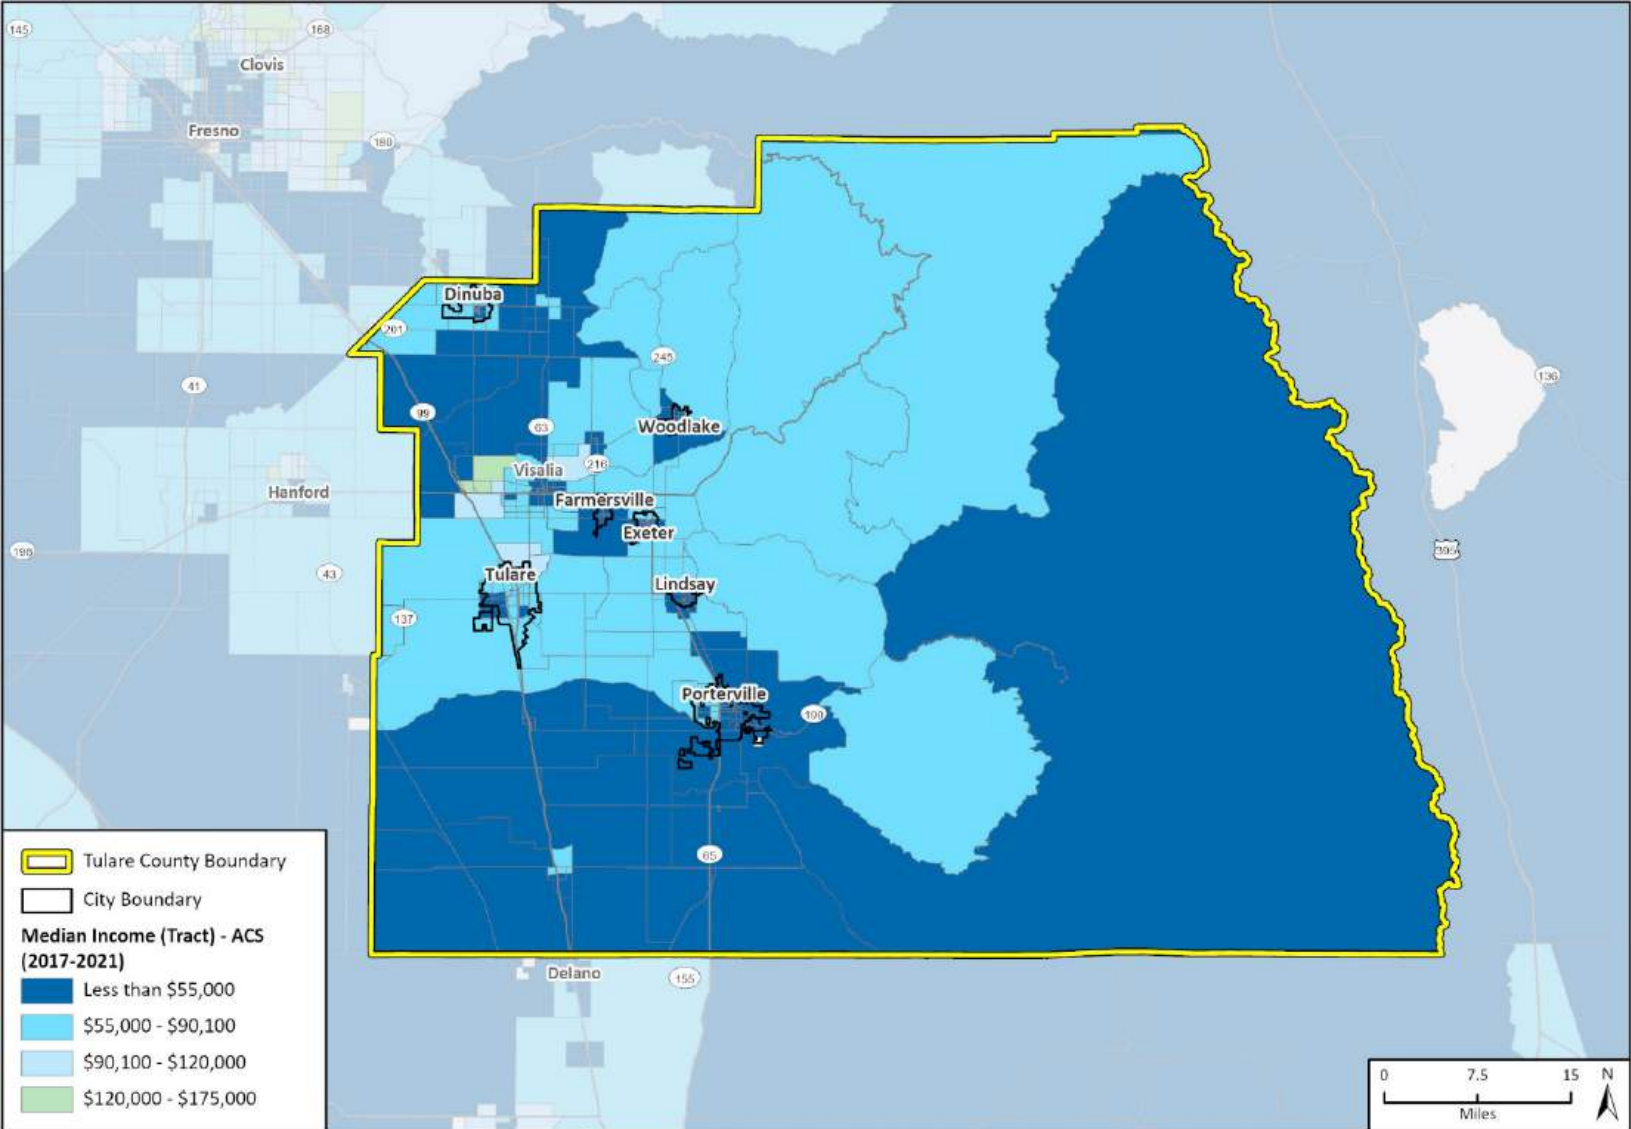 145
168
Clovis
Fresno
180
Dinuba
201
245
136
41
99
63
Woodlake
216
Visalia
Hanford
Farmersville
Exeter
198
395
43
Tulare
Lindsay
137
Porterville
190
65
Delano
155
Tulare County Boundary
City Boundary
Median Income (Tract) - ACS
(2017-2021)
Less than $55,000
$55,000 - $90,100
$90,100 - $120,000
$120,000 - $175,000
0 7.5 15 N
Miles